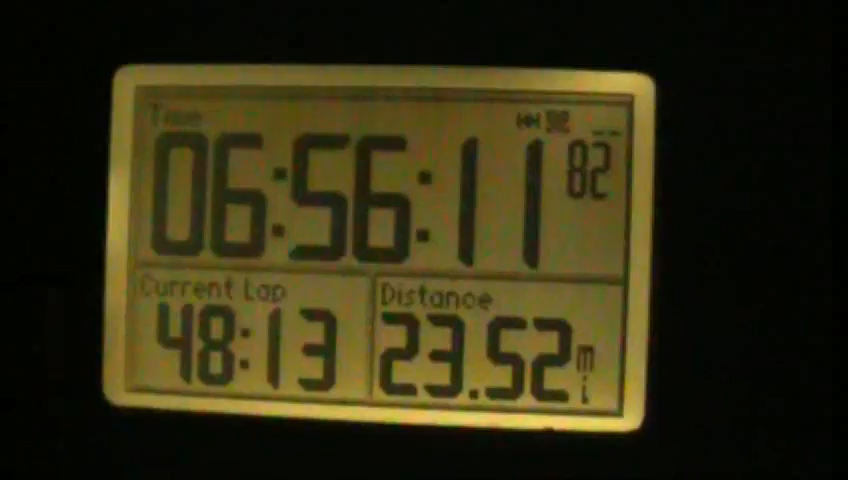 Time
06:56:11 82
Current Lap
48:13
Distance
23.52 mi